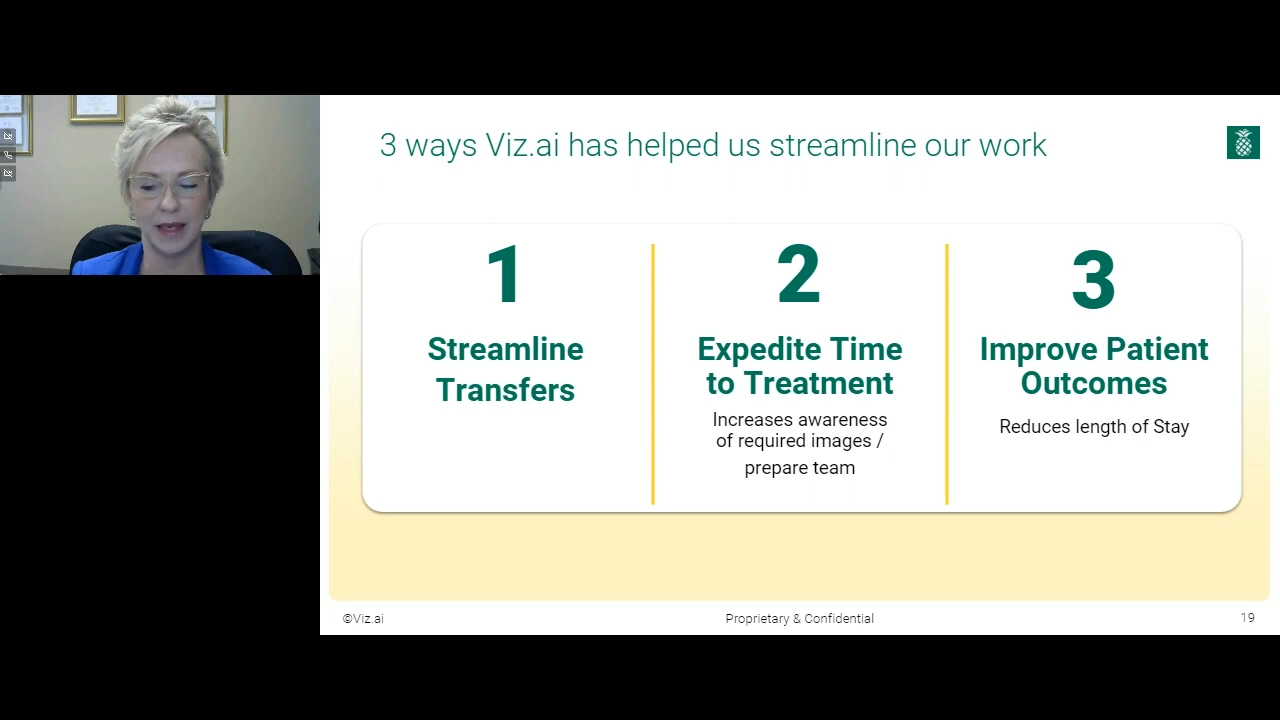 3 ways Viz.ai has helped us streamline our work
1
Streamline
Transfers
2
Expedite Time
to Treatment
Increases awareness
of required images /
prepare team
3
Improve Patient
Outcomes
Reduces length of Stay
©Viz.ai
Proprietary & Confidential
19